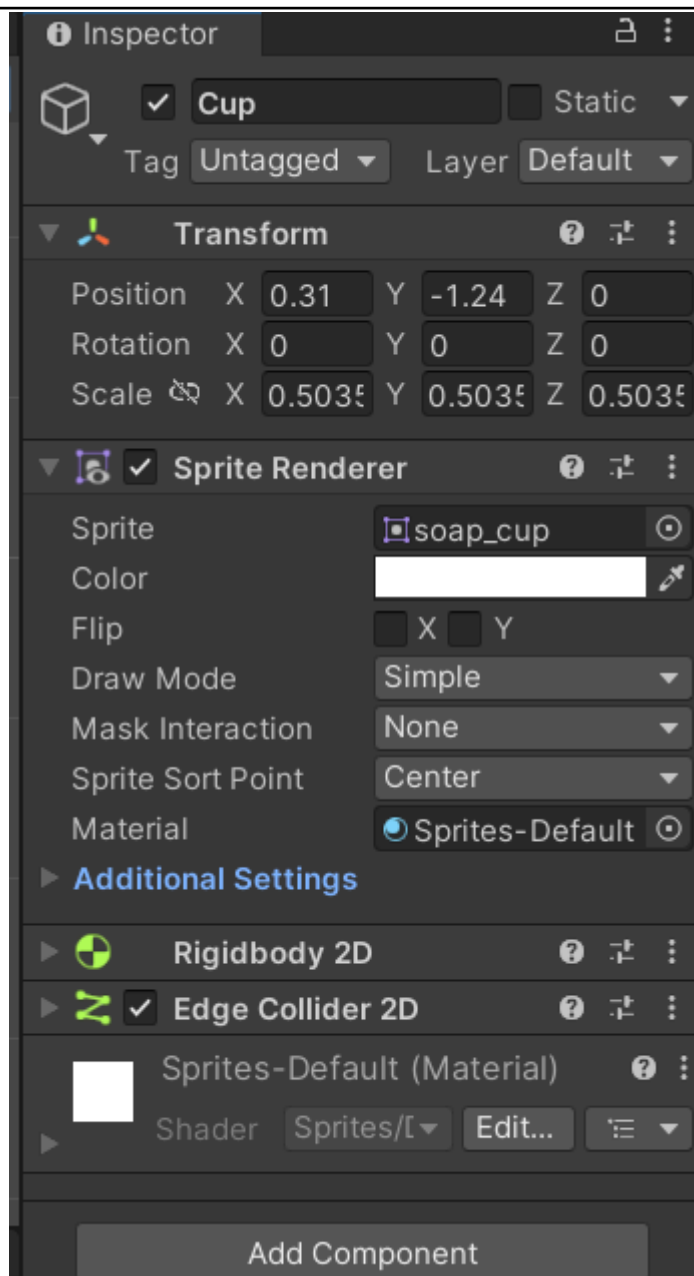 Inspector
Cup Static
Tag Untagged Layer Default
Transform
Position X 0.31 Y -1.24 Z 0
Rotation X 0 Y 0 Z 0
Scale X 0.5035 Y 0.5035 Z 0.5035
Sprite Renderer
Sprite soap_cup
Color
Flip X Y
Draw Mode Simple
Mask Interaction None
Sprite Sort Point Center
Material Sprites-Default
Additional Settings
Rigidbody 2D
Edge Collider 2D
Sprites-Default (Material)
Shader Sprites/ Edit...
Add Component